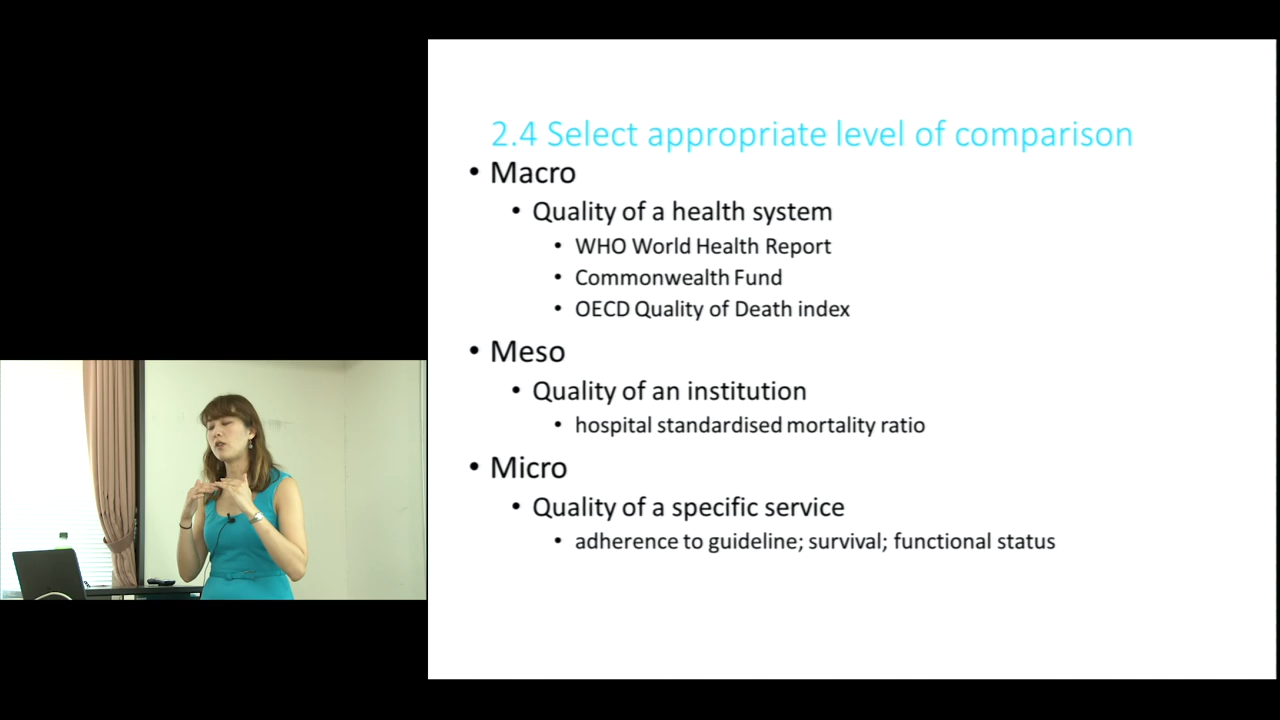 2.4 Select appropriate level of comparison
• Macro
• Quality of a health system
• WHO World Health Report
• Commonwealth Fund
• OECD Quality of Death index
• Meso
• Quality of an institution
• hospital standardised mortality ratio
• Micro
• Quality of a specific service
• adherence to guideline; survival; functional status